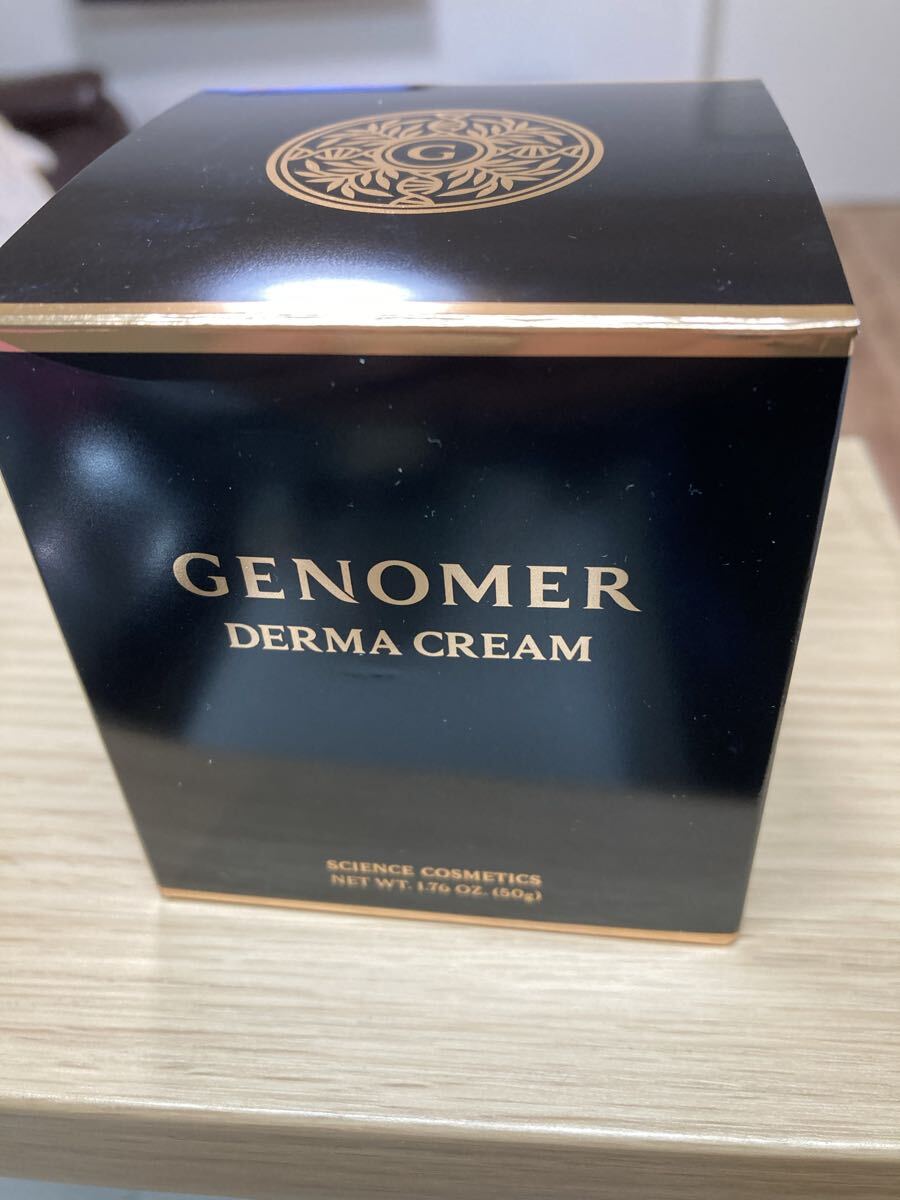 G
GENOMER
DERMA CREAM
SCIENCE COSMETICS
NET WT. 1.76 OZ. (50g)